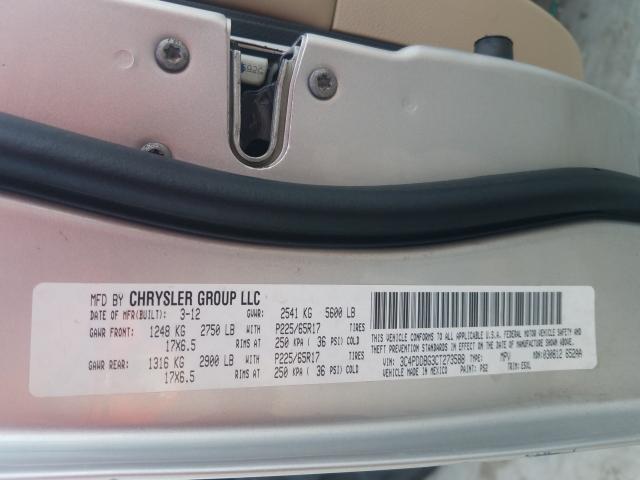 MFD BY CHRYSLER GROUP LLC
DATE OF MFR(BUILT): 3-12 GVWR: 2541 KG 5600 LB
GAWR FRONT: 1248 KG 2750 LB WITH P225/65R17 TIRES
17X6.5 RIMS AT 250 KPA ( 36 PSI) COLD
GAWR REAR: 1316 KG 2900 LB WITH P225/65R17 TIRES
17X6.5 RIMS AT 250 KPA ( 36 PSI) COLD
THIS VEHICLE CONFORMS TO ALL APPLICABLE U.S.A. FEDERAL MOTOR VEHICLE SAFETY AND
THEFT PREVENTION STANDARDS IN EFFECT ON THE DATE OF MANUFACTURE SHOWN ABOVE.
VIN: 3C4PDDBG3CT273588 TYPE: MPV MDH: 030812 652AA
VEHICLE MADE IN MEXICO PAINT: PS2 TRIM: